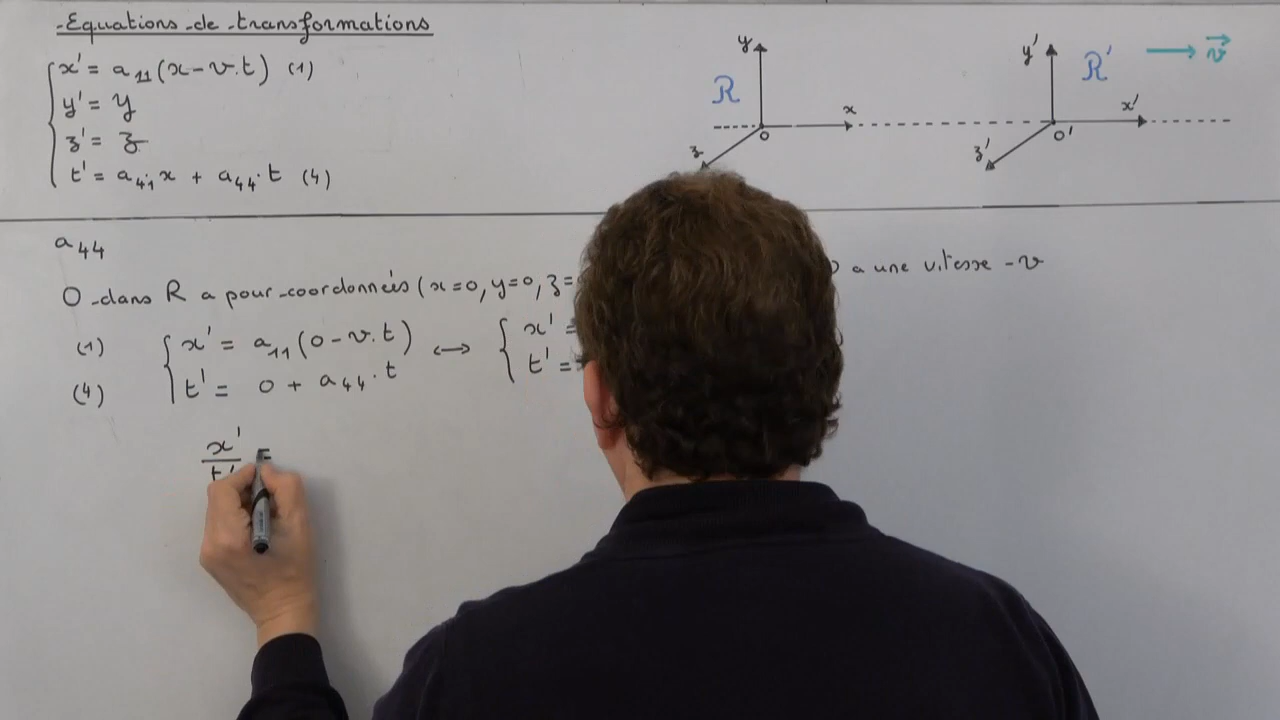 Equations de transformations
x' = a₁₁(x - v.t) (1)
y' = y
z' = z
t' = a₄₁.x + a₄₄.t (4)
y
R
x
O
z
y'
R'
v⃗
x'
O'
z'
a₄₄
O dans R a pour coordonnées (x=0, y=0, z=
a une vitesse -v
(1) x' = a₁₁(0 - v.t) ⟷ x' =
(4) t' = 0 + a₄₄.t t' =
x'/t' =